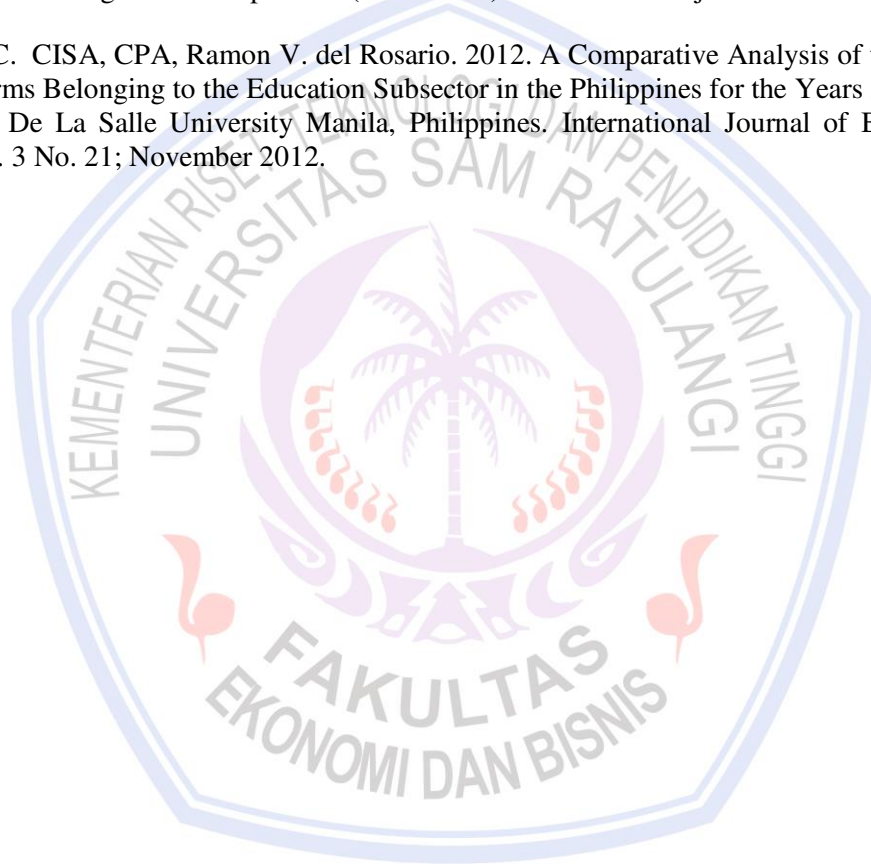 C. CISA, CPA, Ramon V. del Rosario. 2012. A Comparative Analysis of
Belonging to the Education Subsector in the Philippines for the Years
De La Salle University Manila, Philippines. International Journal of
3 No. 21; November 2012.
KEMENTERIAN RISET TEKNOLOGI DAN PENDIDIKAN TINGGI
UNIVERSITAS SAM RATULANGI
FAKULTAS
EKONOMI DAN BISNIS